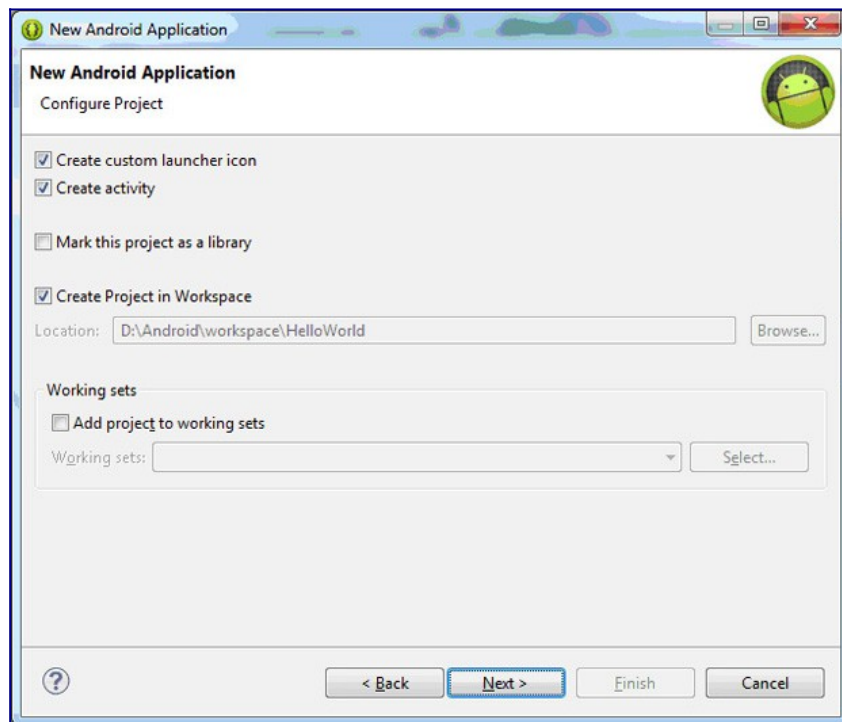 New Android Application
New Android Application
Configure Project
Create custom launcher icon
Create activity
Mark this project as a library
Create Project in Workspace
Location: D:\Android\workspace\HelloWorld Browse...
Working sets
Add project to working sets
Working sets: Select...
? < Back Next > Finish Cancel